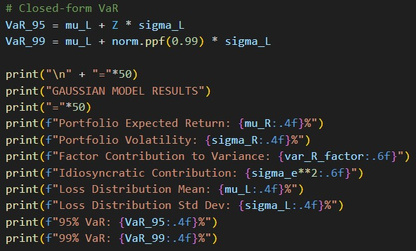 # Closed-form VaR
VaR_95 = mu_L + Z * sigma_L
VaR_99 = mu_L + norm.ppf(0.99) * sigma_L
print("\n" + "="*50)
print("GAUSSIAN MODEL RESULTS")
print("="*50)
print(f"Portfolio Expected Return: {mu_R:.4f}%")
print(f"Portfolio Volatility: {sigma_R:.4f}%")
print(f"Factor Contribution to Variance: {var_R_factor:.6f}")
print(f"Idiosyncratic Contribution: {sigma_e**2:.6f}")
print(f"Loss Distribution Mean: {mu_L:.4f}%")
print(f"Loss Distribution Std Dev: {sigma_L:.4f}%")
print(f"95% VaR: {VaR_95:.4f}%")
print(f"99% VaR: {VaR_99:.4f}%")